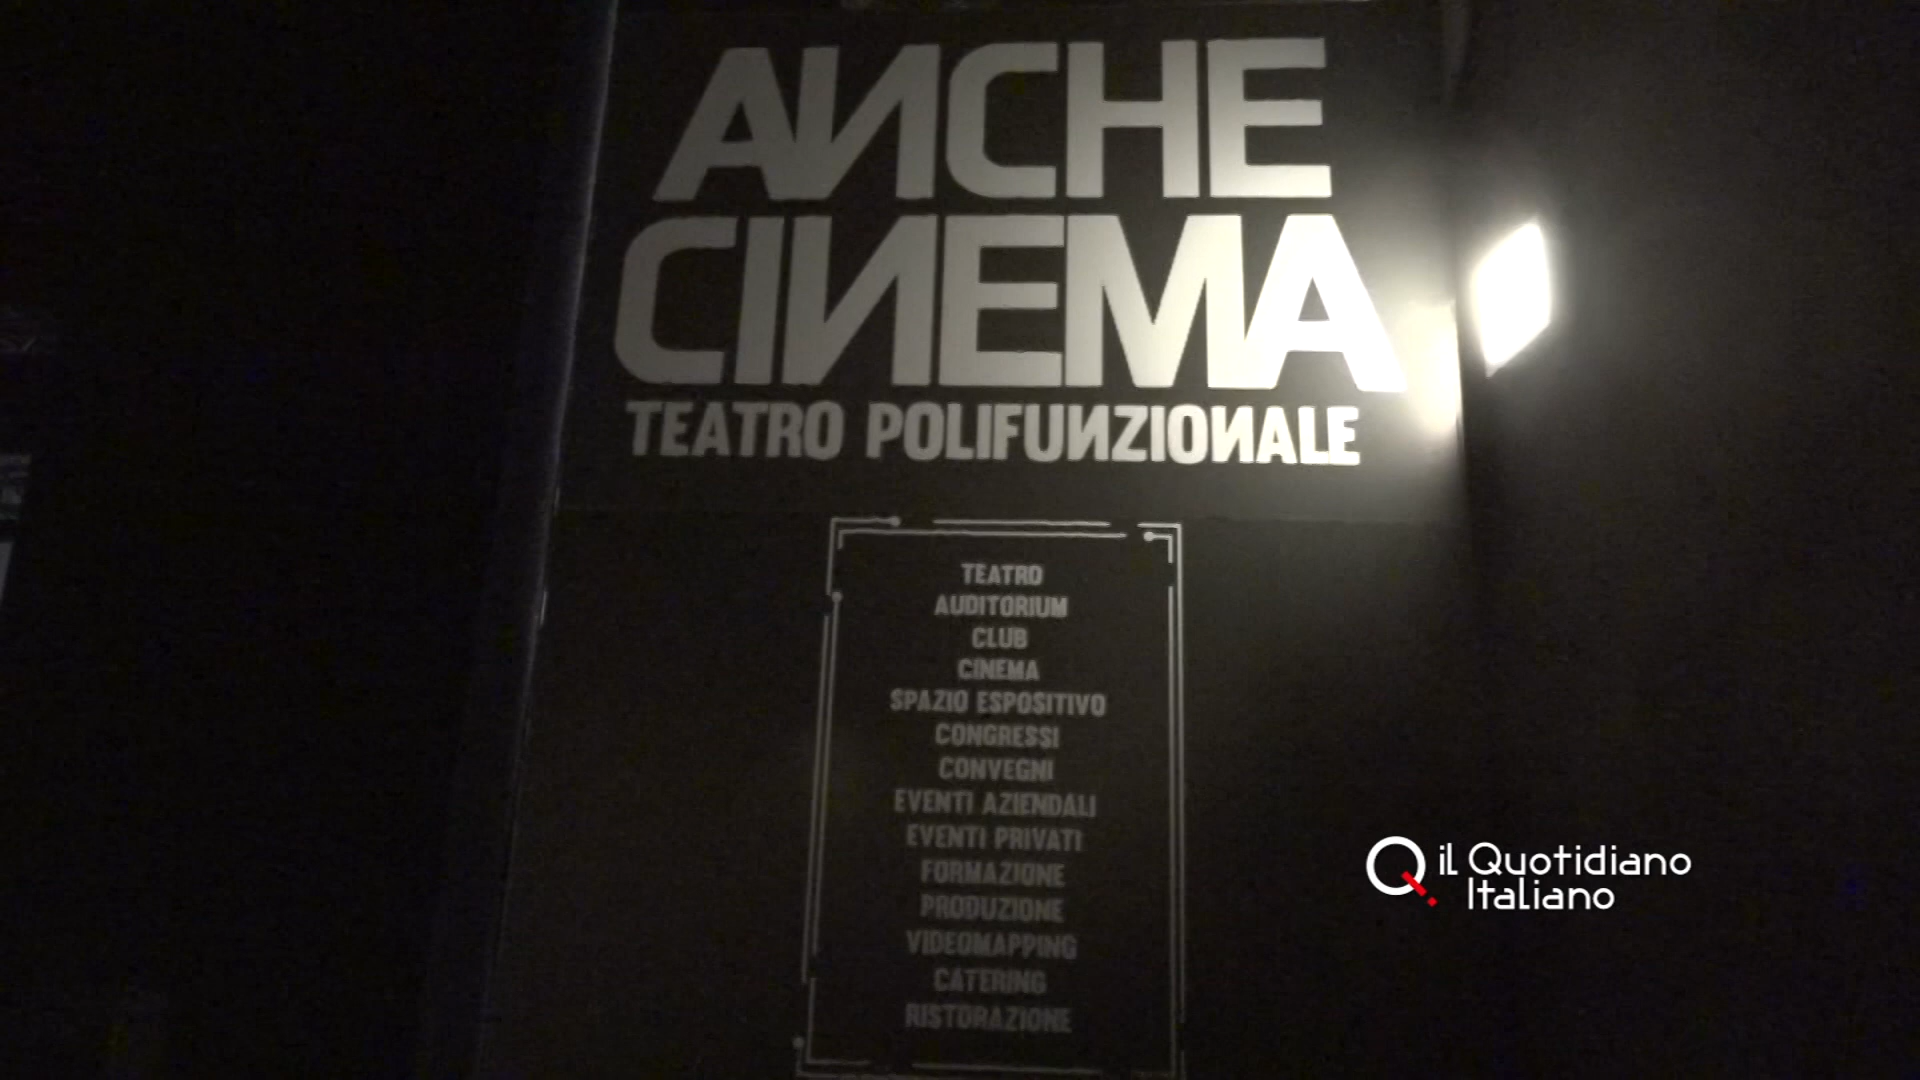 ANCHE
CINEMA
TEATRO POLIFUNZIONALE
TEATRO
AUDITORIUM
CLUB
CINEMA
SPAZIO ESPOSITIVO
CONGRESSI
CONVEGNI
EVENTI AZIENDALI
EVENTI PRIVATI
FORMAZIONE
PRODUZIONE
VIDEOMAPPING
CATERING
RISTORAZIONE
il Quotidiano
Italiano